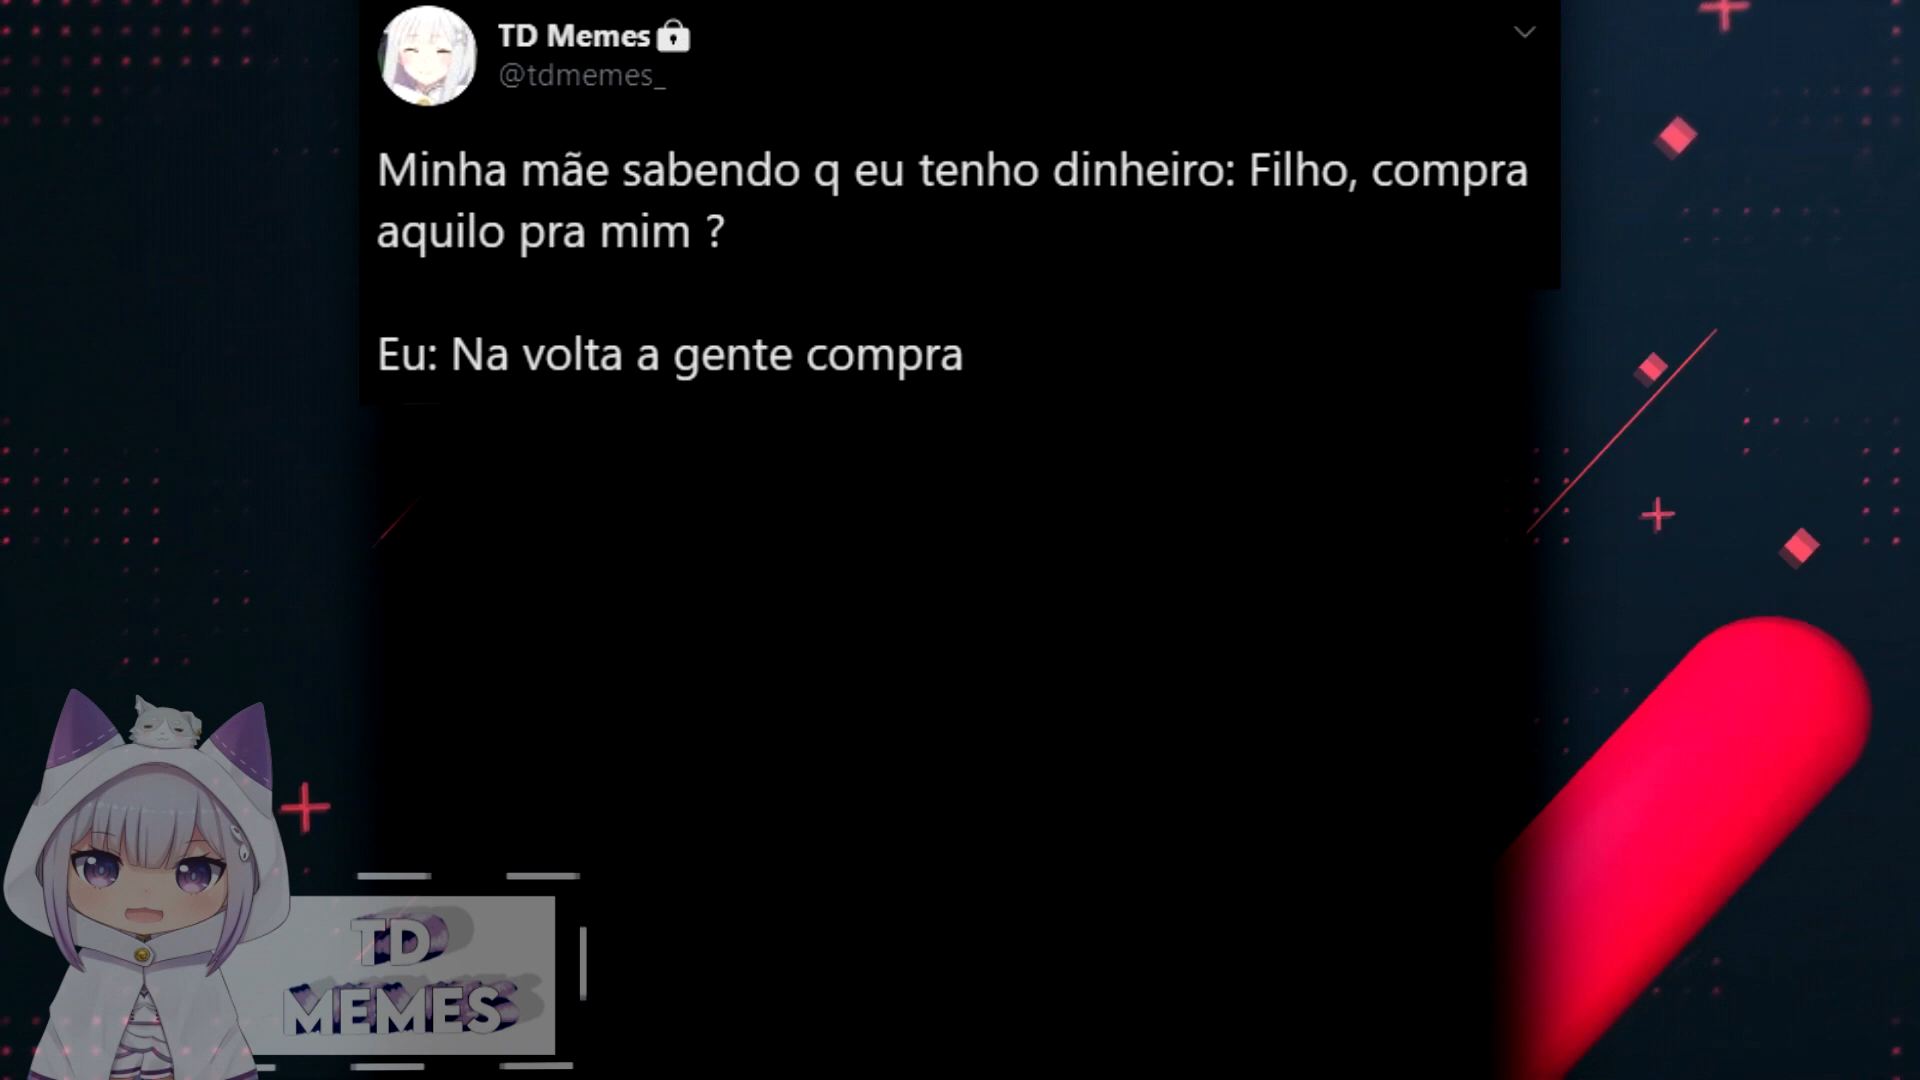 TD Memes
@tdmemes_
Minha mãe sabendo q eu tenho dinheiro: Filho, compra
aquilo pra mim ?
Eu: Na volta a gente compra
TD
MEMES